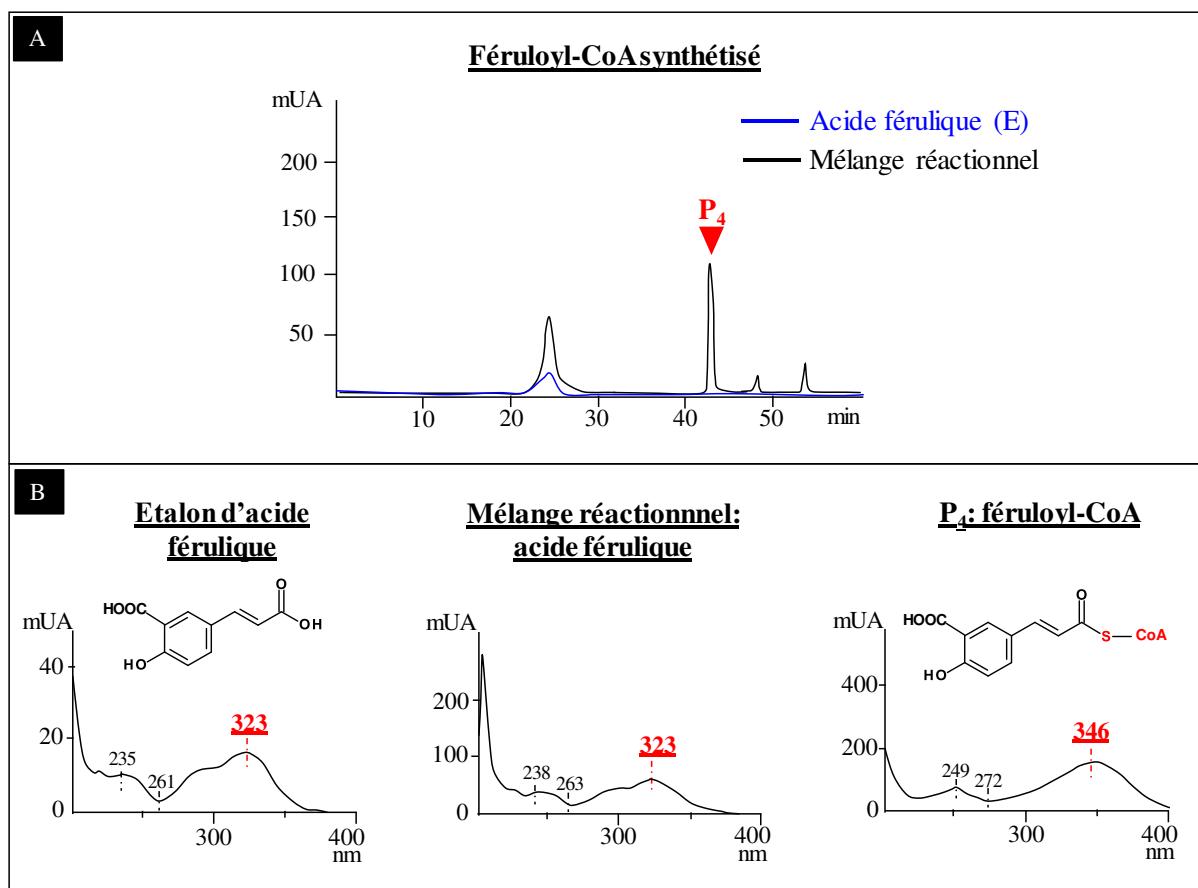 A
Féruloyl-CoA synthétisé
mUA
200
150
100
50
10
20
30
40
50
min
Acide férulique (E)
Mélange réactionnel
P4
B
Etalon d'acide
férulique
mUA
40
20
0
235
261
323
300
400
nm
HOOC
HO
O
OH
Mélange réactionnnel:
acide férulique
mUA
200
100
0
238
263
323
300
400
nm
P4: féruloyl-CoA
mUA
400
200
0
249
272
346
300
400
nm
HOOC
HO
O
S
CoA